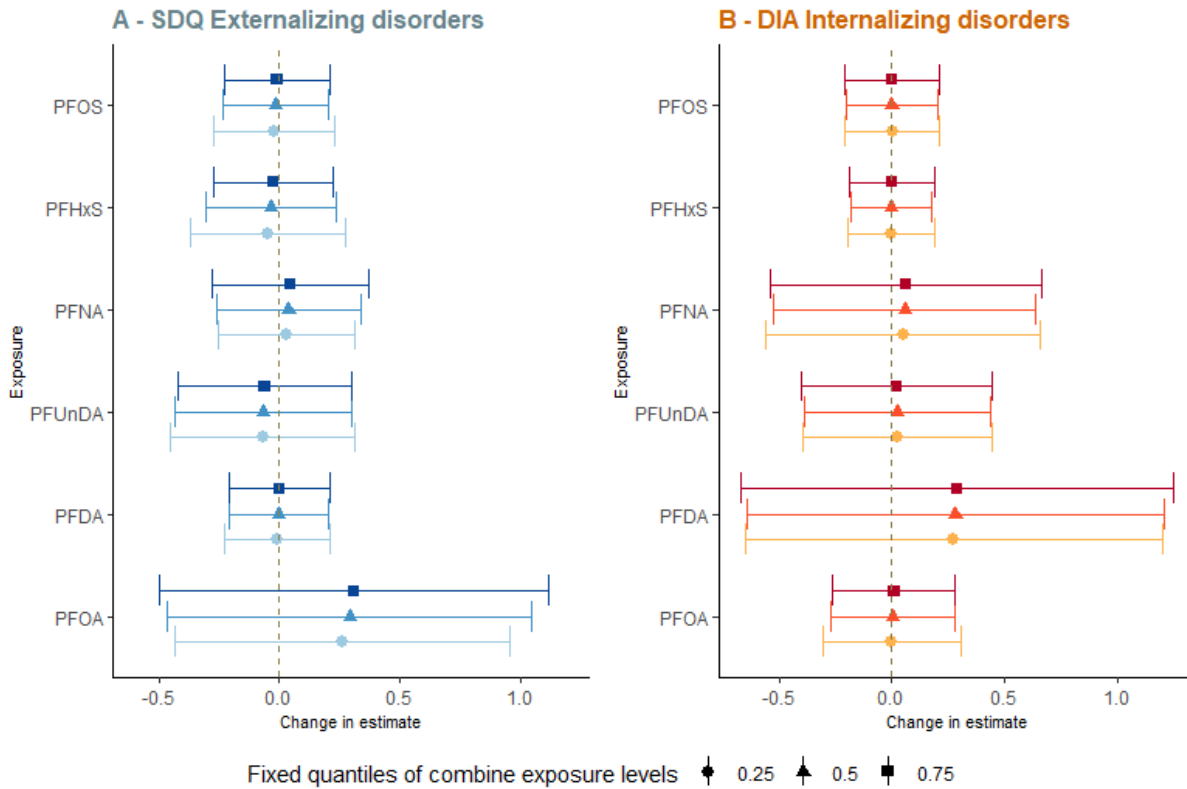 A - SDQ Externalizing disorders
Exposure
PFOS
PFHxS
PFNA
PFUnDA
PFDA
PFOA
-0.5 0.0 0.5 1.0
Change in estimate
B - DIA Internalizing disorders
Exposure
PFOS
PFHxS
PFNA
PFUnDA
PFDA
PFOA
-0.5 0.0 0.5 1.0
Change in estimate
Fixed quantiles of combine exposure levels 0.25 0.5 0.75